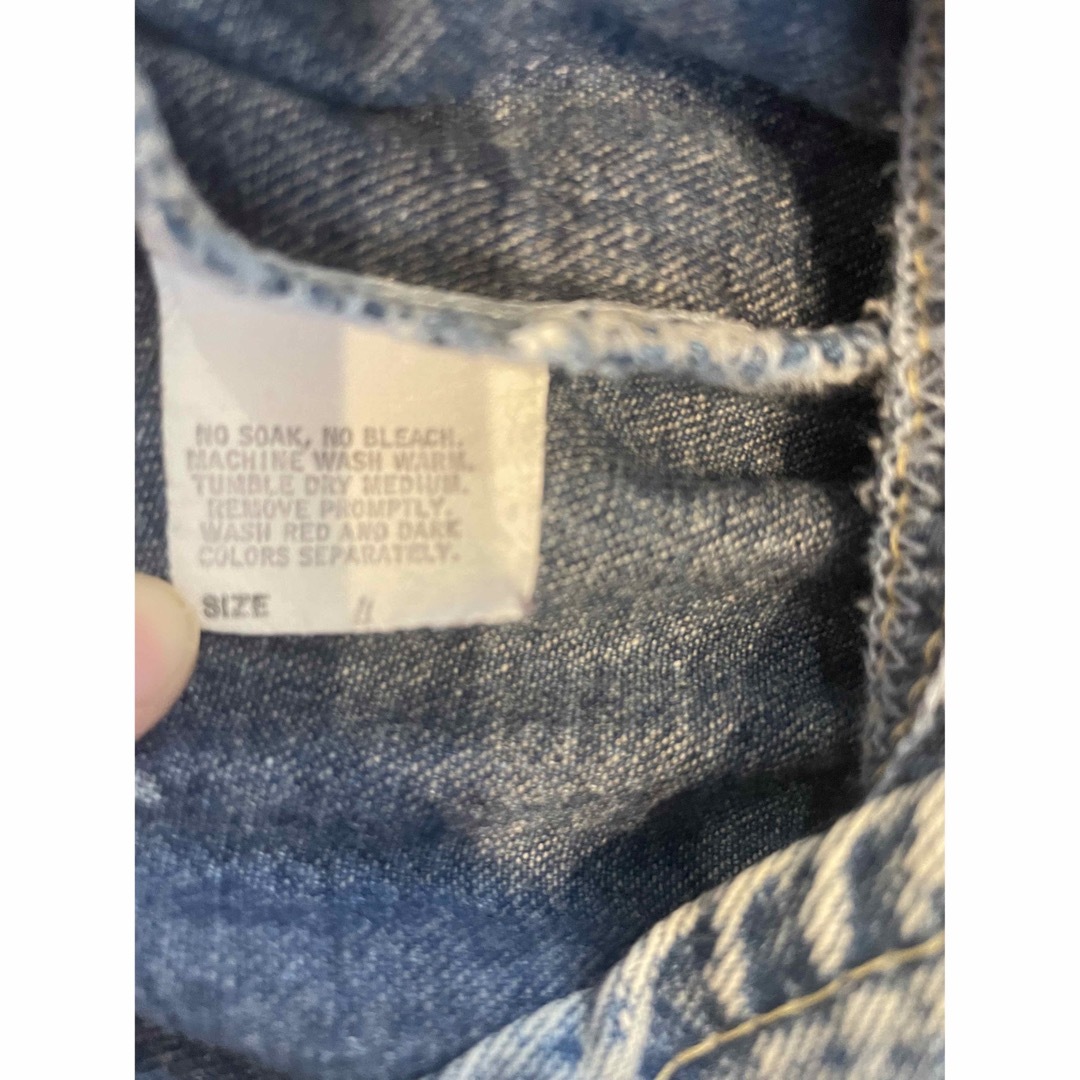 NO SOAK, NO BLEACH.
MACHINE WASH WARM.
TUMBLE DRY MEDIUM.
REMOVE PROMPTLY.
WASH RED AND DARK
COLORS SEPARATELY.
SIZE